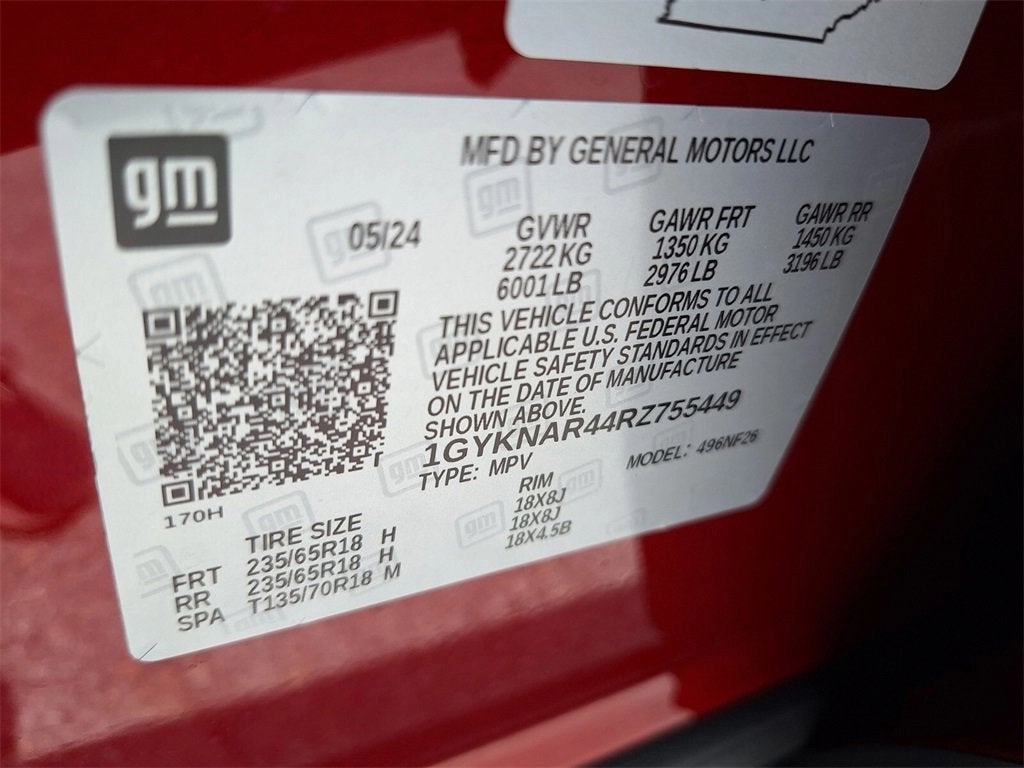 gm
MFD BY GENERAL MOTORS LLC
05/24
GVWR
2722 KG
6001 LB
GAWR FRT
1350 KG
2976 LB
GAWR RR
1450 KG
3196 LB
THIS VEHICLE CONFORMS TO ALL
APPLICABLE U.S. FEDERAL MOTOR
VEHICLE SAFETY STANDARDS IN EFFECT
ON THE DATE OF MANUFACTURE
SHOWN ABOVE.
1GYKNAR44RZ755449
TYPE: MPV
MODEL: 496NF26
170H
TIRE SIZE
RIM
FRT 235/65R18 H 18X8J
RR 235/65R18 H 18X8J
SPA T135/70R18 M 18X4.5B